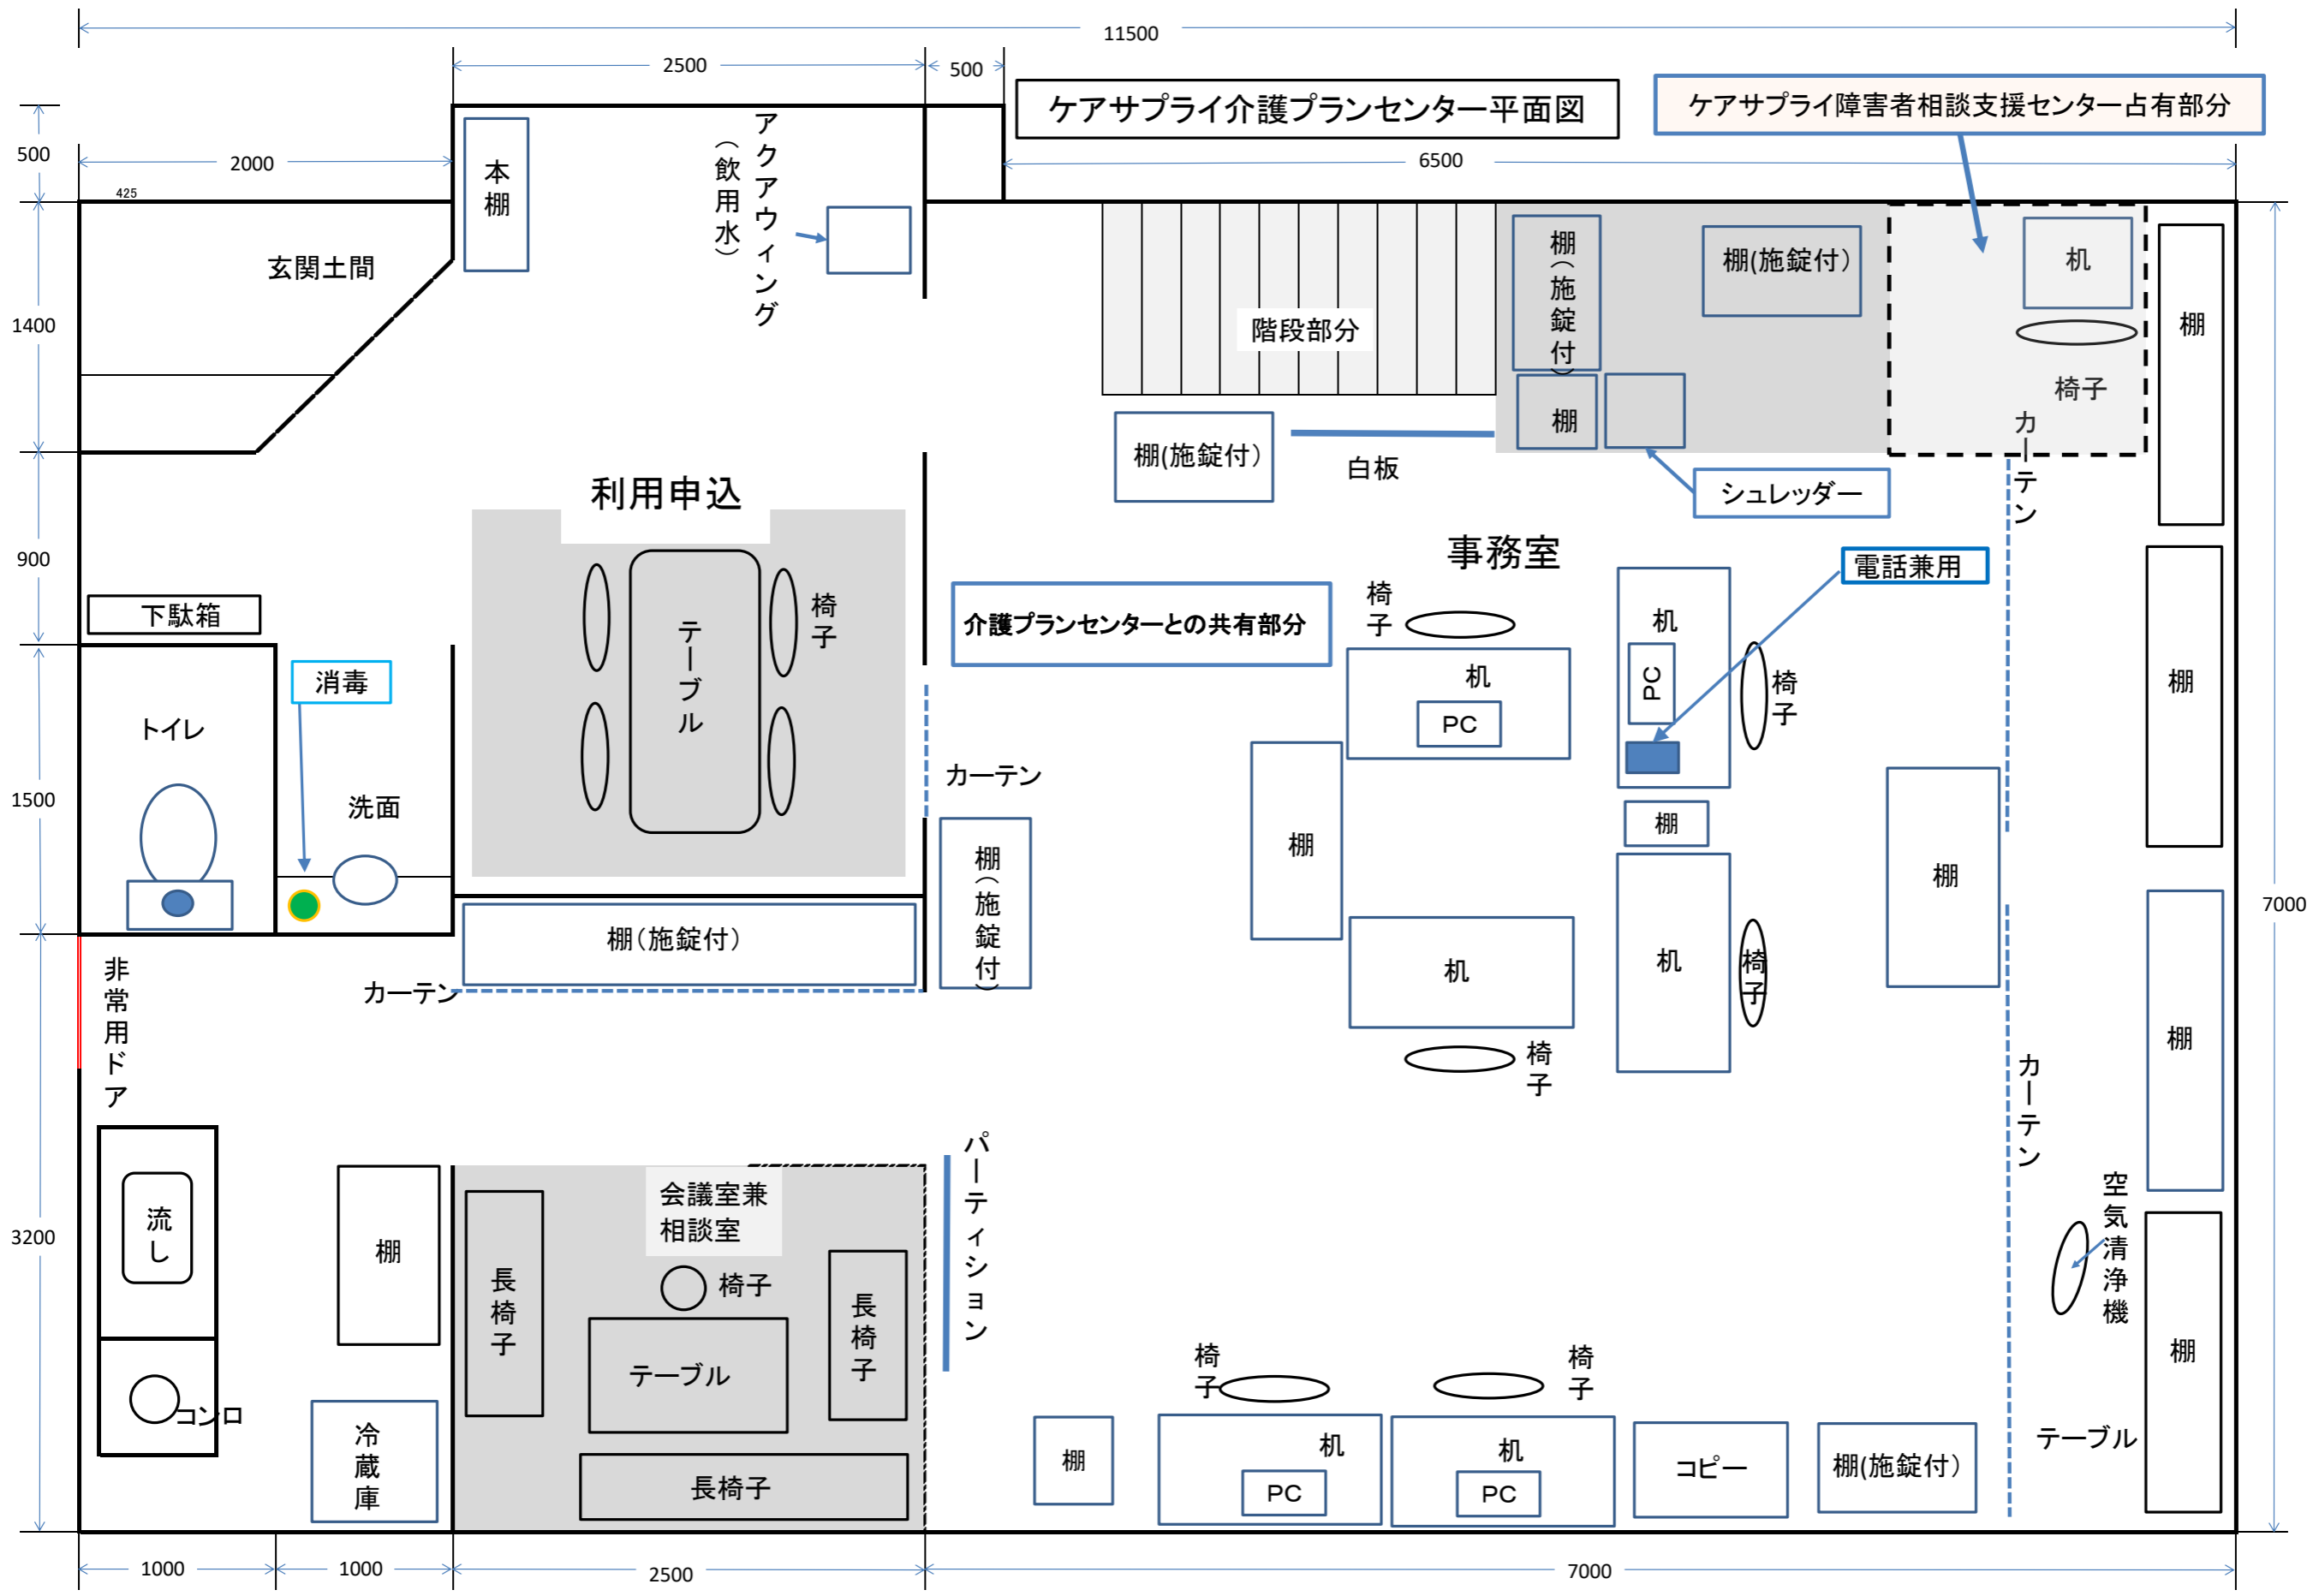 11500
2500
500
ケアサプライ介護プランセンター平面図
ケアサプライ障害者相談支援センター占有部分
500
2000
6500
425
本棚
アクアウィング
（飲用水）
玄関土間
1400
階段部分
棚（施錠付）
棚(施錠付)
机
椅子
棚
棚
棚(施錠付)
白板
シュレッダー
カーテン
利用申込
事務室
電話兼用
900
下駄箱
テーブル
椅子
介護プランセンターとの共有部分
椅子
机
PC
机
PC
椅子
棚
消毒
トイレ
洗面
1500
カーテン
棚
棚
棚
棚（施錠付）
7000
棚（施錠付）
カーテン
机
椅子
机
椅子
棚
非常用ドア
カーテン
パーティション
会議室兼
相談室
3200
流し
棚
長椅子
椅子
長椅子
テーブル
長椅子
空気清浄機
棚
コンロ
冷蔵庫
椅子
椅子
棚
机
PC
机
PC
コピー
棚(施錠付)
テーブル
1000
1000
2500
7000